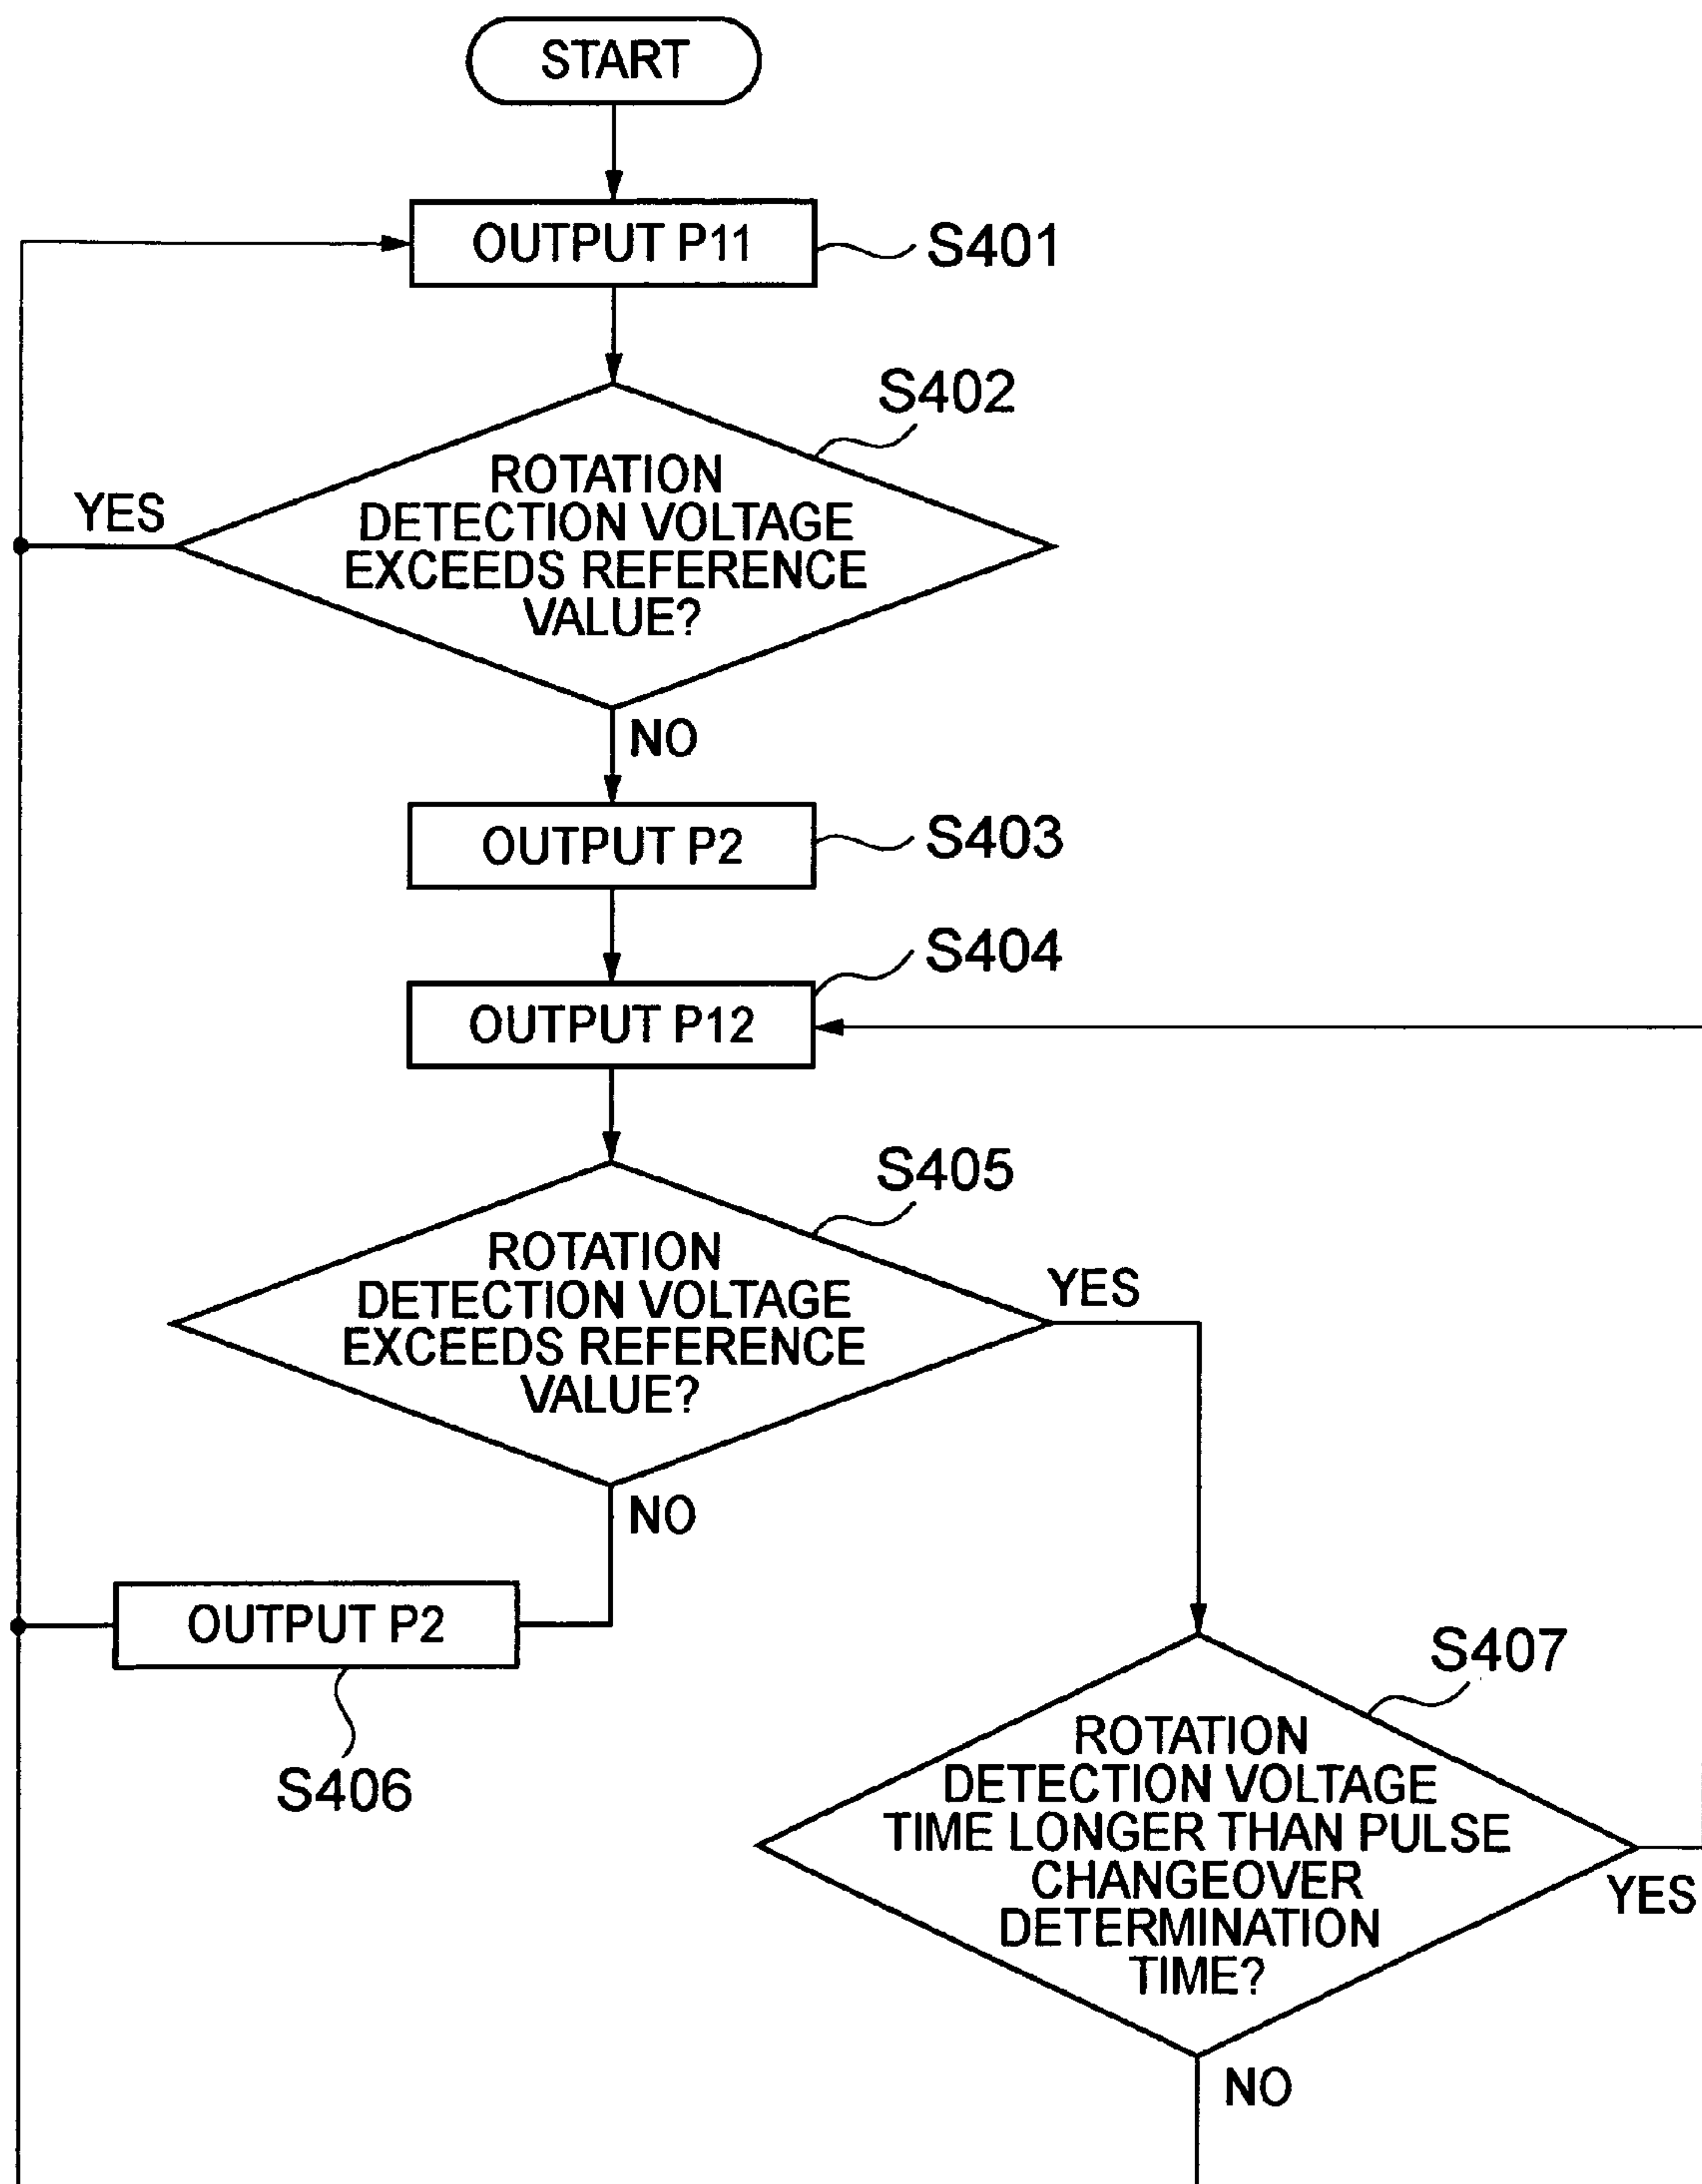 START
OUTPUT P11
S401
S402
ROTATION
DETECTION VOLTAGE
EXCEEDS REFERENCE
VALUE?
YES
NO
OUTPUT P2
S403
S404
OUTPUT P12
S405
ROTATION
DETECTION VOLTAGE
EXCEEDS REFERENCE
VALUE?
YES
NO
OUTPUT P2
S406
S407
ROTATION
DETECTION VOLTAGE
TIME LONGER THAN PULSE
CHANGEOVER
DETERMINATION
TIME?
YES
NO